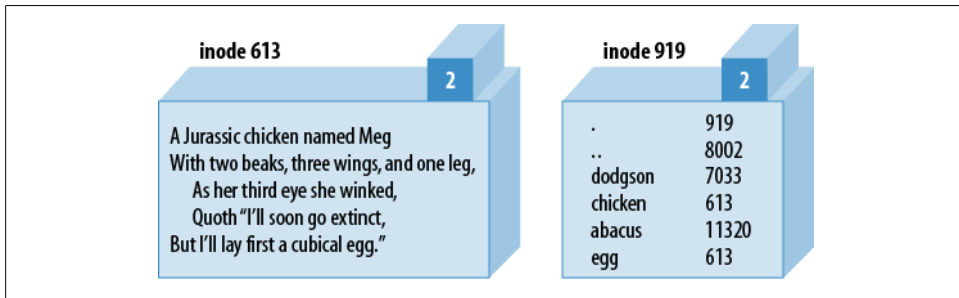 inode 613
2
A Jurassic chicken named Meg
With two beaks, three wings, and one leg,
As her third eye she winked,
Quoth “I’ll soon go extinct,
But I’ll lay first a cubical egg.”
inode 919
2
. 919
.. 8002
dodgson 7033
chicken 613
abacus 11320
egg 613